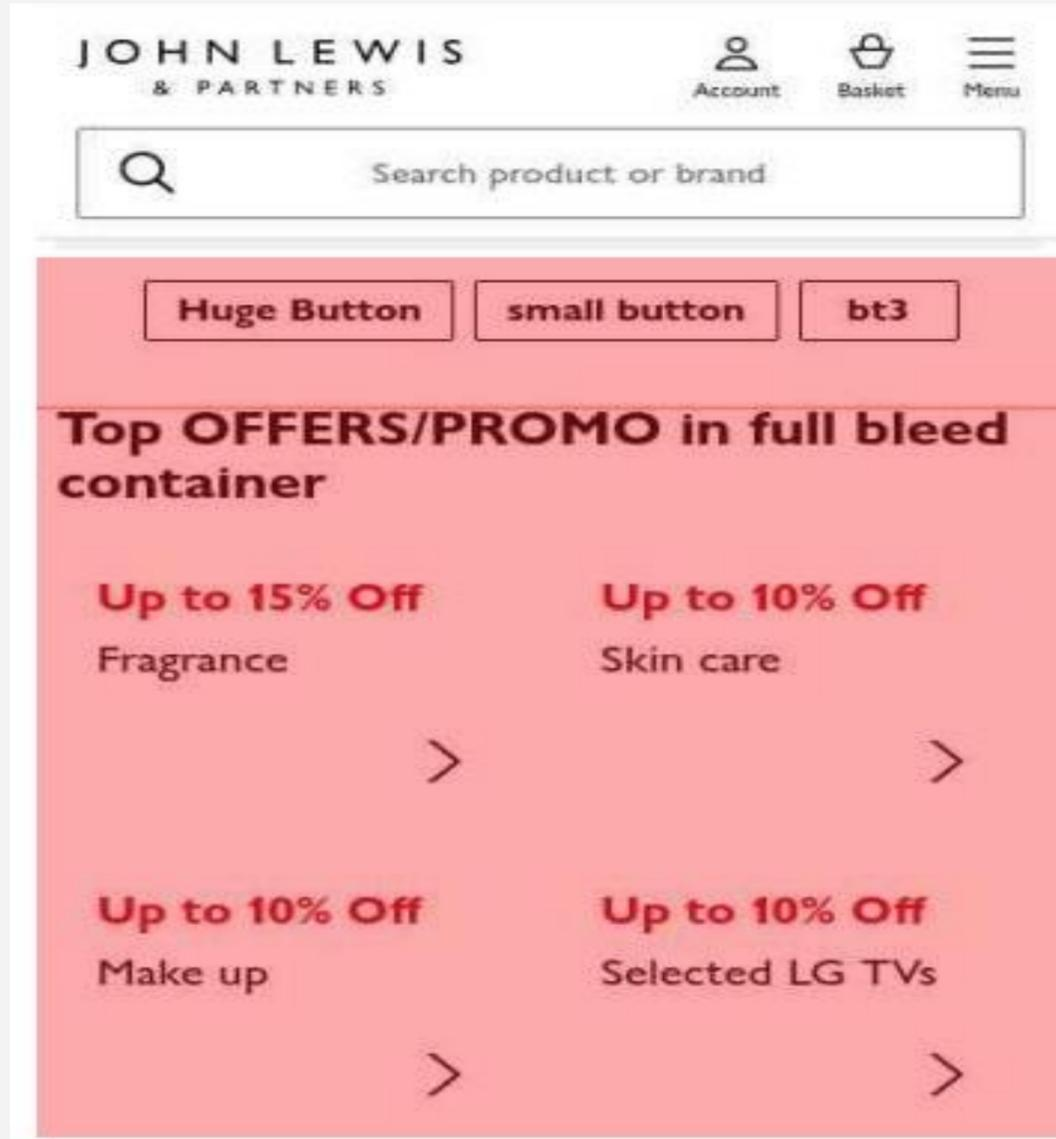 JOHN LEWIS
& PARTNERS
Account Basket Menu
Search product or brand
Huge Button small button bt3
Top OFFERS/PROMO in full bleed
container
Up to 15% Off Up to 10% Off
Fragrance Skin care
Up to 10% Off Up to 10% Off
Make up Selected LG TVs